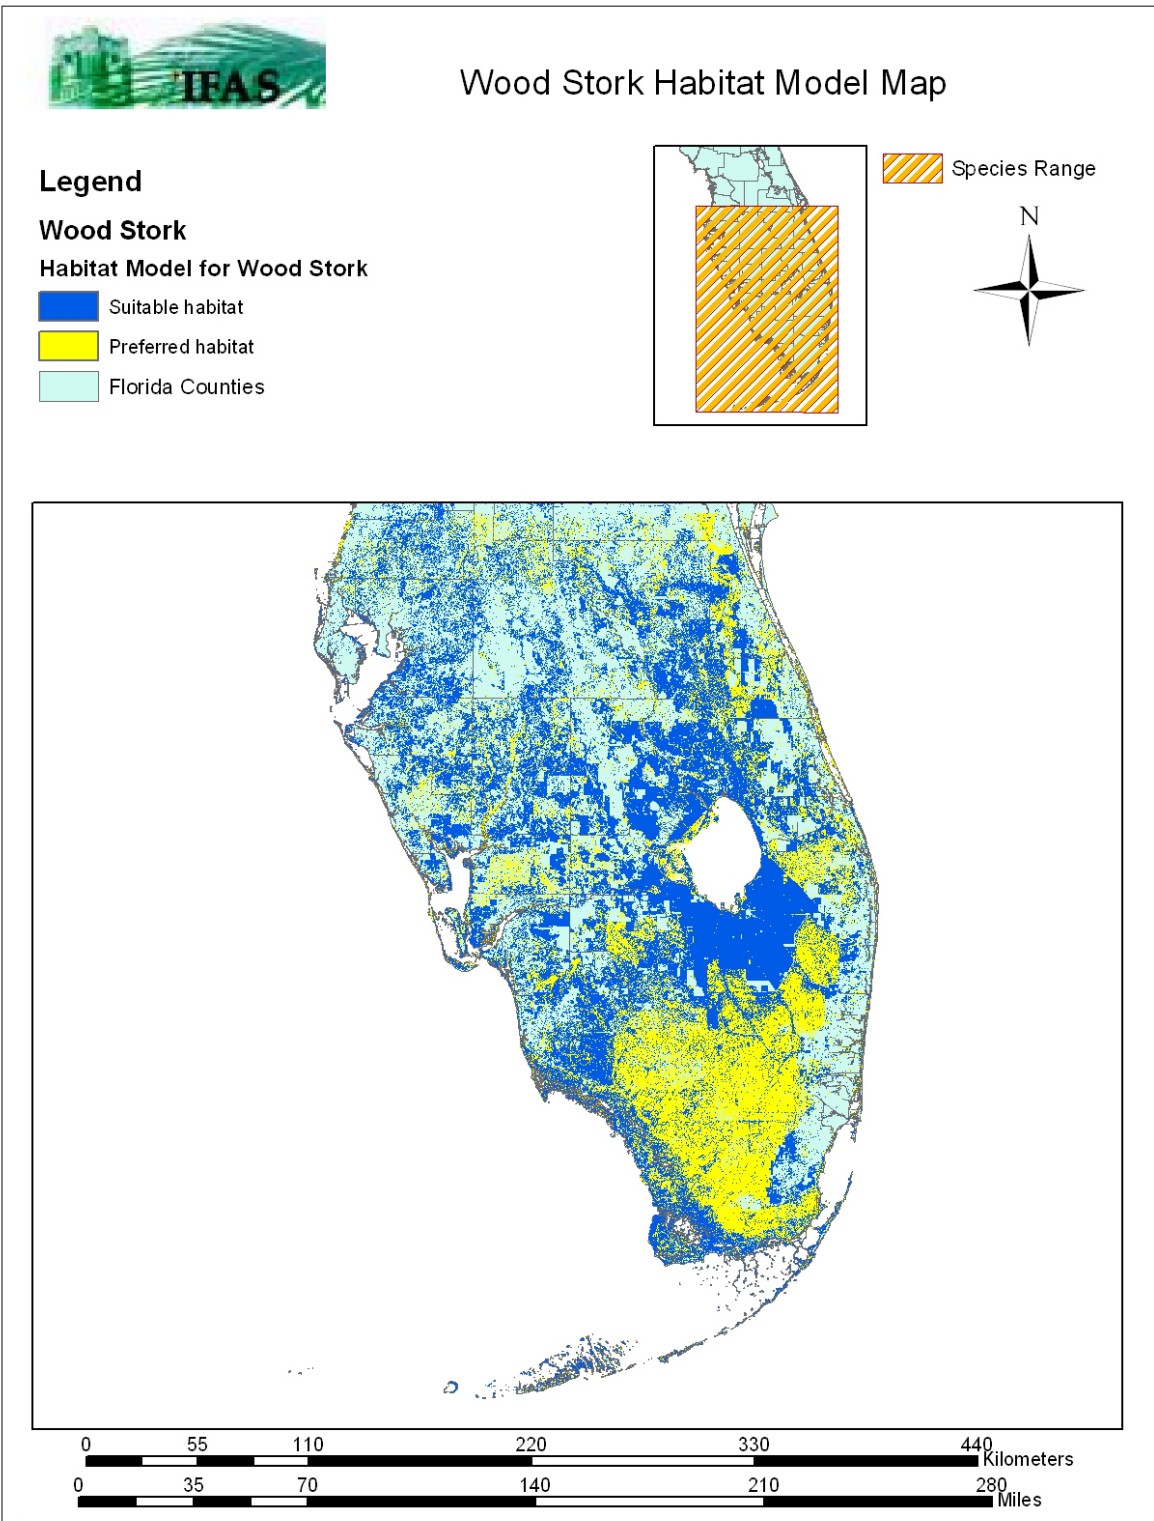 IFAS
Wood Stork Habitat Model Map
Legend
Wood Stork
Habitat Model for Wood Stork
Suitable habitat
Preferred habitat
Florida Counties
Species Range
N
0 55 110 220 330 440
Kilometers
0 35 70 140 210 280
Miles